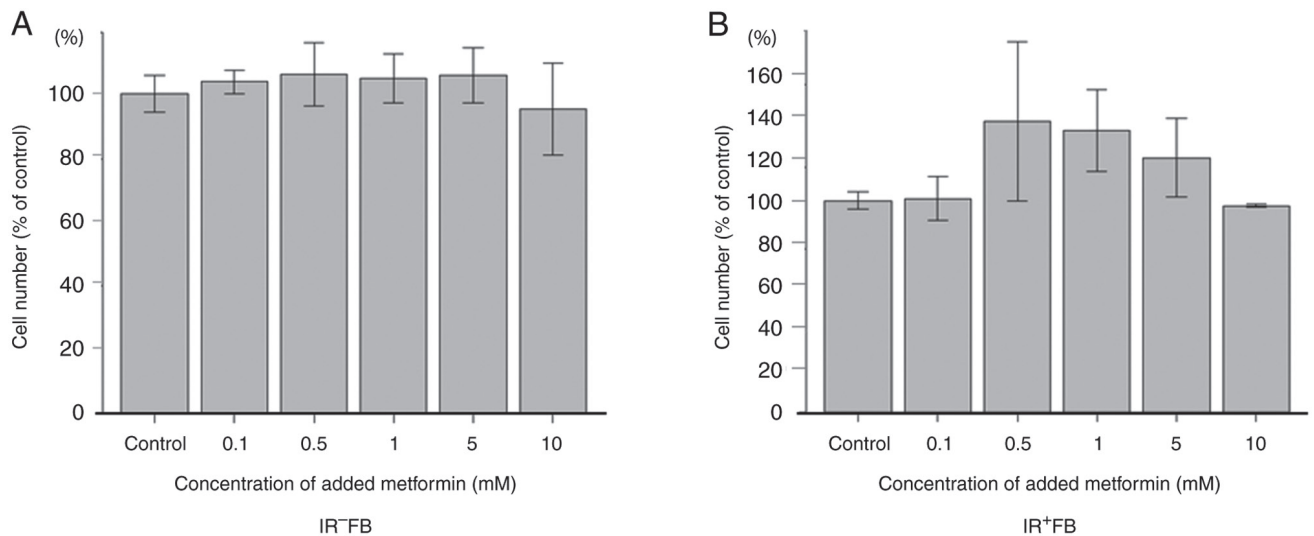 A
(%)
100
80
60
40
20
0
Cell number (% of control)
Control 0.1 0.5 1 5 10
Concentration of added metformin (mM)
IR⁻FB
B
(%)
160
140
120
100
80
60
40
20
0
Cell number (% of control)
Control 0.1 0.5 1 5 10
Concentration of added metformin (mM)
IR⁺FB